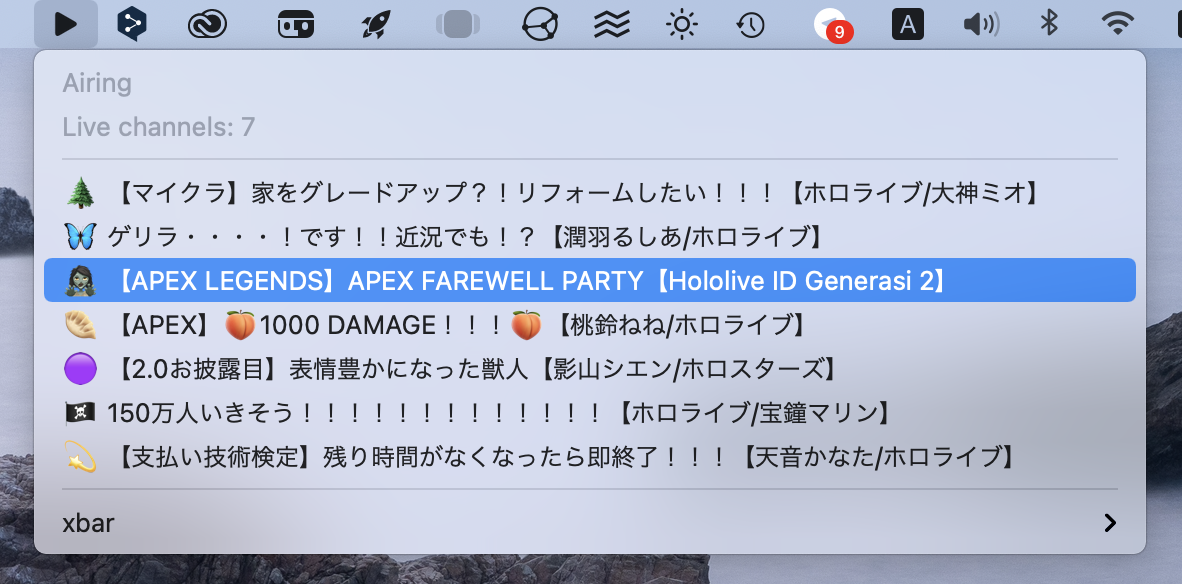 9
A
Airing
Live channels: 7
🌲 【マイクラ】家をグレードアップ？！リフォームしたい！！！【ホロライブ/大神ミオ】
🦋 ゲリラ・・・・！です！！近況でも！？【潤羽るしあ/ホロライブ】
🧟‍♀️ 【APEX LEGENDS】APEX FAREWELL PARTY【Hololive ID Generasi 2】
🥟 【APEX】🍑1000 DAMAGE！！！🍑【桃鈴ねね/ホロライブ】
🟣 【2.0お披露目】表情豊かになった獣人【影山シエン/ホロスターズ】
🏴‍☠️ 150万人いきそう！！！！！！！！！！！！！【ホロライブ/宝鐘マリン】
💫 【支払い技術検定】残り時間がなくなったら即終了！！！【天音かなた/ホロライブ】
xbar